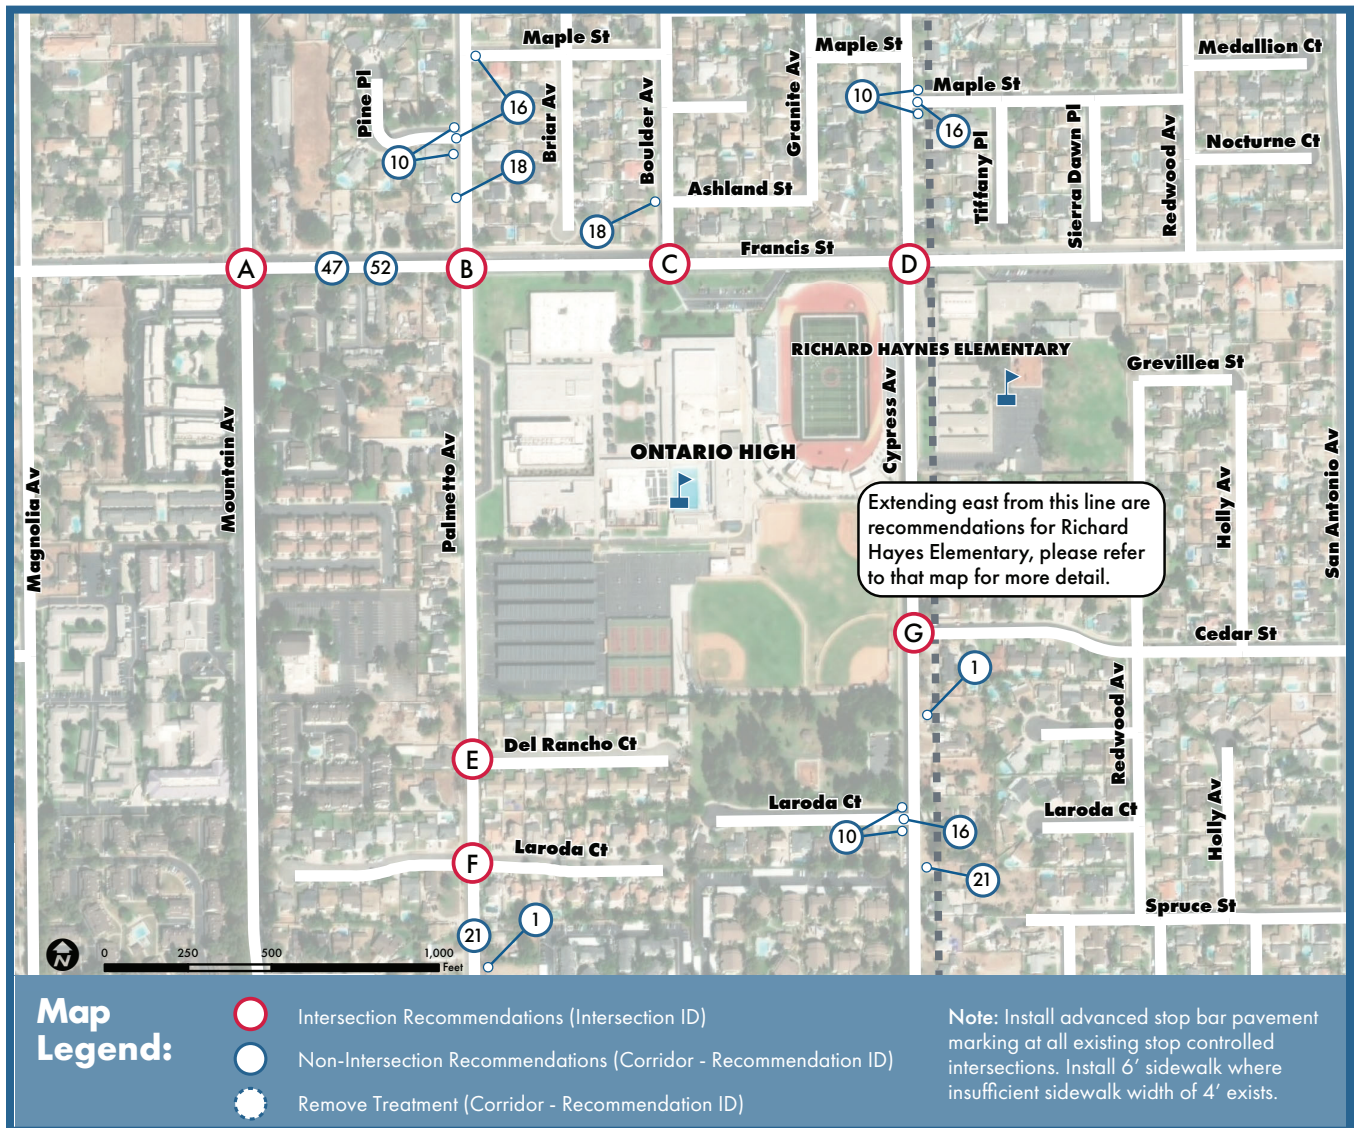 Maple St
Maple St
Medallion Ct
Pine Pl
16
Briar Av
Boulder Av
Granite Av
10
Maple St
16
Tiffany Pl
Sierra Dawn Pl
Redwood Av
Nocturne Ct
10
18
18
Ashland St
Francis St
A
47
52
B
C
D
RICHARD HAYNES ELEMENTARY
Grevillea St
Cypress Av
ONTARIO HIGH
Magnolia Av
Mountain Av
Palmetto Av
Holly Av
San Antonio Av
Extending east from this line are
recommendations for Richard
Hayes Elementary, please refer
to that map for more detail.
G
Cedar St
1
Redwood Av
E
Del Rancho Ct
Laroda Ct
10
16
Laroda Ct
Holly Av
F
Laroda Ct
21
21
1
Spruce St
N
0 250 500 1,000
Feet
Map
Legend:
Intersection Recommendations (Intersection ID)
Non-Intersection Recommendations (Corridor - Recommendation ID)
Remove Treatment (Corridor - Recommendation ID)
Note: Install advanced stop bar pavement
marking at all existing stop controlled
intersections. Install 6’ sidewalk where
insufficient sidewalk width of 4’ exists.